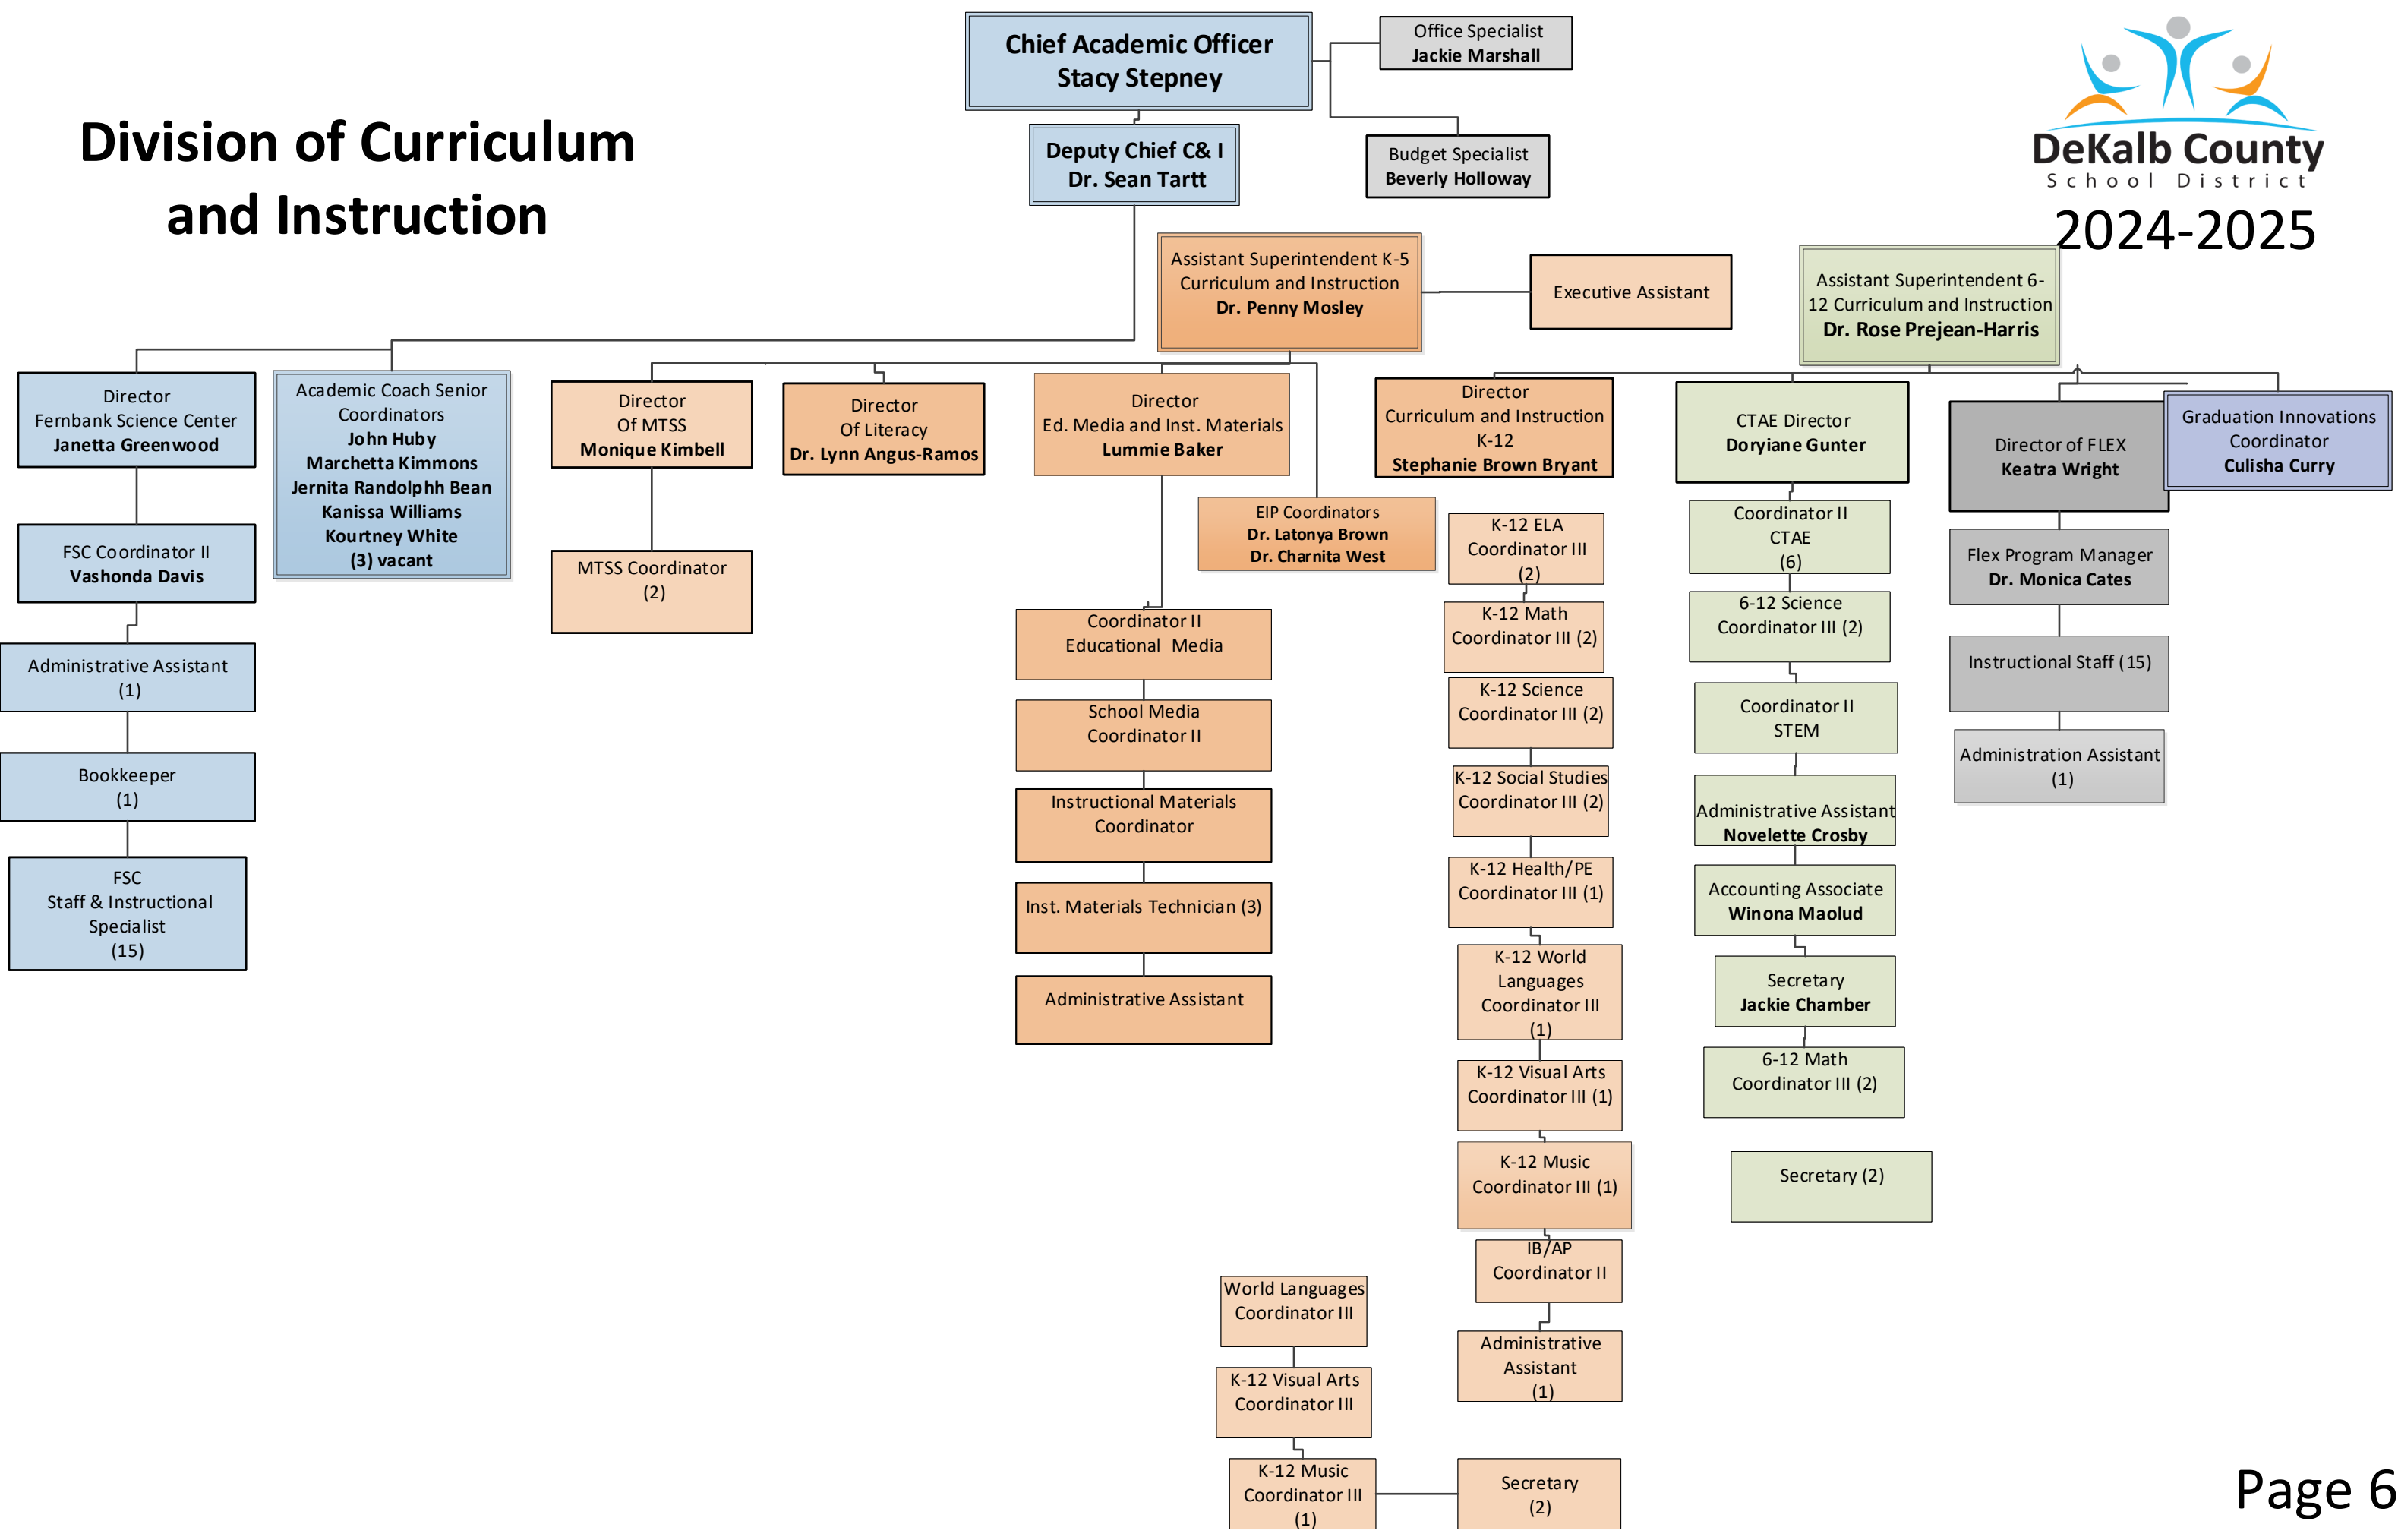 Division of Curriculum
and Instruction
Chief Academic Officer
Stacy Stepney
Office Specialist
Jackie Marshall
Budget Specialist
Beverly Holloway
Deputy Chief C& I
Dr. Sean Tartt
DeKalb County
School District
2024-2025
Assistant Superintendent K-5
Curriculum and Instruction
Dr. Penny Mosley
Executive Assistant
Assistant Superintendent 6-
12 Curriculum and Instruction
Dr. Rose Prejean-Harris
Director
Fernbank Science Center
Janetta Greenwood
FSC Coordinator II
Vashonda Davis
Administrative Assistant
(1)
Bookkeeper
(1)
FSC
Staff & Instructional
Specialist
(15)
Academic Coach Senior
Coordinators
John Huby
Marchetta Kimmons
Jernita Randolphh Bean
Kanissa Williams
Kourtney White
(3) vacant
Director
Of MTSS
Monique Kimbell
MTSS Coordinator
(2)
Director
Of Literacy
Dr. Lynn Angus-Ramos
Director
Ed. Media and Inst. Materials
Lummie Baker
EIP Coordinators
Dr. Latonya Brown
Dr. Charnita West
Coordinator II
Educational  Media
School Media
Coordinator II
Instructional Materials
Coordinator
Inst. Materials Technician (3)
Administrative Assistant
Director
Curriculum and Instruction
K-12
Stephanie Brown Bryant
K-12 ELA
Coordinator III
(2)
K-12 Math
Coordinator III (2)
K-12 Science
Coordinator III (2)
K-12 Social Studies
Coordinator III (2)
K-12 Health/PE
Coordinator III (1)
K-12 World
Languages
Coordinator III
(1)
K-12 Visual Arts
Coordinator III (1)
K-12 Music
Coordinator III (1)
IB/AP
Coordinator II
Administrative
Assistant
(1)
World Languages
Coordinator III
K-12 Visual Arts
Coordinator III
K-12 Music
Coordinator III
(1)
Secretary
(2)
CTAE Director
Doryiane Gunter
Coordinator II
CTAE
(6)
6-12 Science
Coordinator III (2)
Coordinator II
STEM
Administrative Assistant
Novelette Crosby
Accounting Associate
Winona Maolud
Secretary
Jackie Chamber
6-12 Math
Coordinator III (2)
Secretary (2)
Director of FLEX
Keatra Wright
Flex Program Manager
Dr. Monica Cates
Instructional Staff (15)
Administration Assistant
(1)
Graduation Innovations
Coordinator
Culisha Curry
Page 6